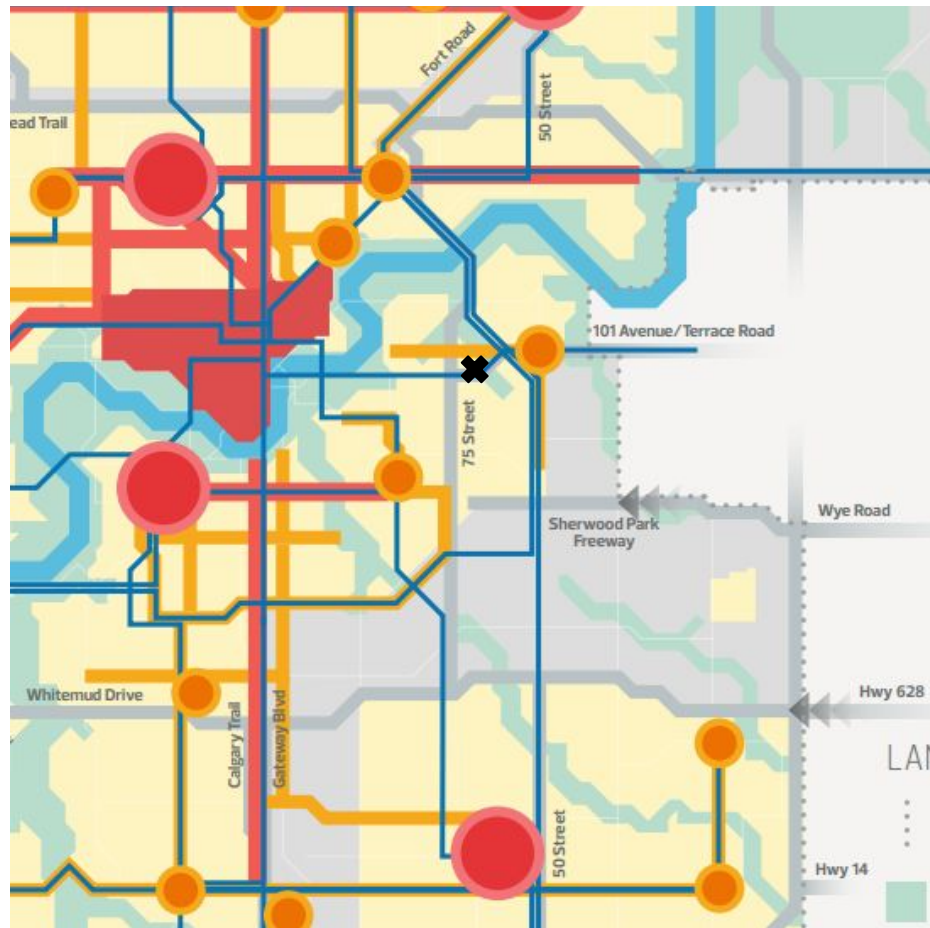 Fort Road
50 Street
ead Trail
101 Avenue/Terrace Road
75 Street
Sherwood Park
Freeway
Wye Road
Whitemud Drive
Calgary Trail
Gateway Blvd
Hwy 628
LAN
50 Street
Hwy 14